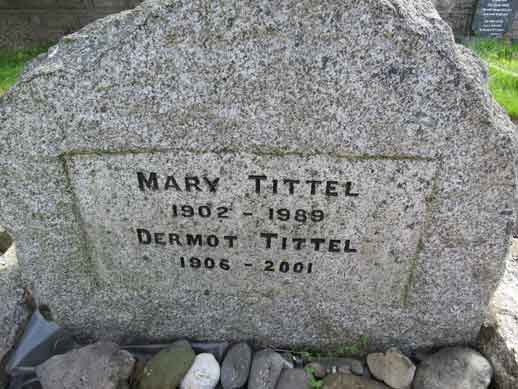 MARY TITTEL
1902 - 1989
DERMOT TITTEL
1906 - 2001